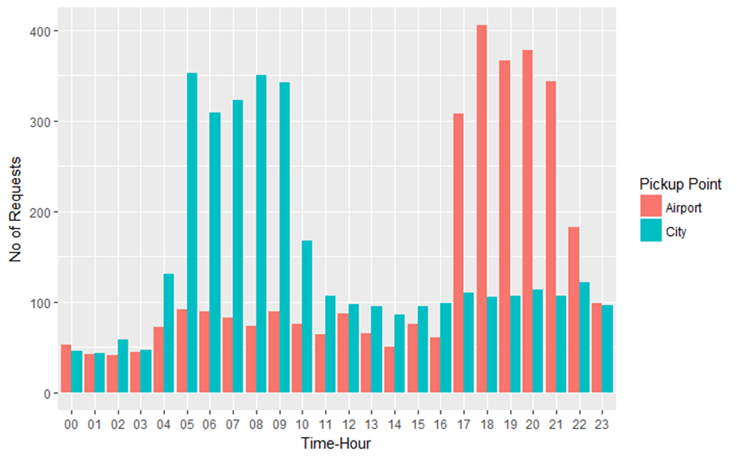 400
300
200
100
0
No of Requests
00 01 02 03 04 05 06 07 08 09 10 11 12 13 14 15 16 17 18 19 20 21 22 23
Time-Hour
Pickup Point
Airport
City